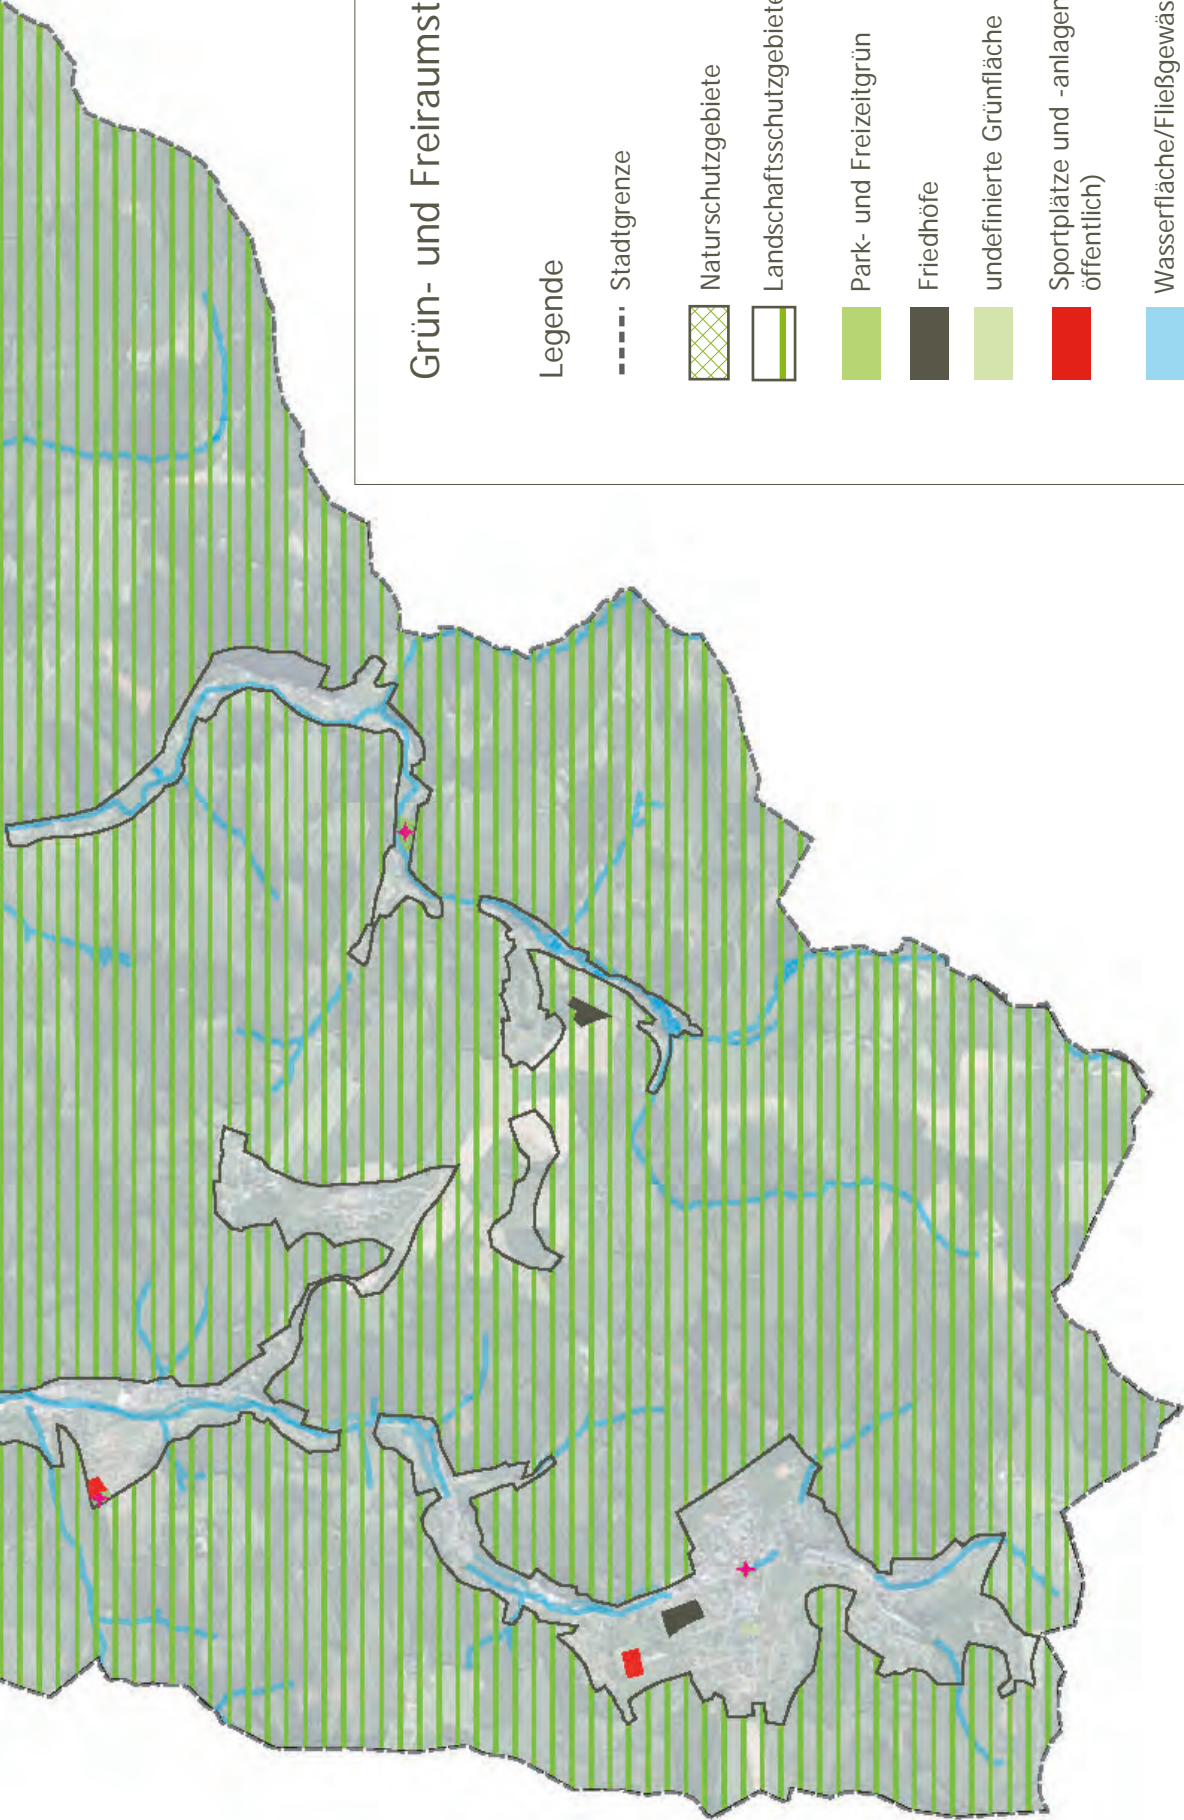 Grün- und Freiraumst
Legende
Stadtgrenze
Naturschutzgebiete
Landschaftsschutzgebiete
Park- und Freizeitgrün
Friedhöfe
undefinierte Grünfläche
Sportplätze und -anlagen
öffentlich)
Wasserfläche/Fließgewäs